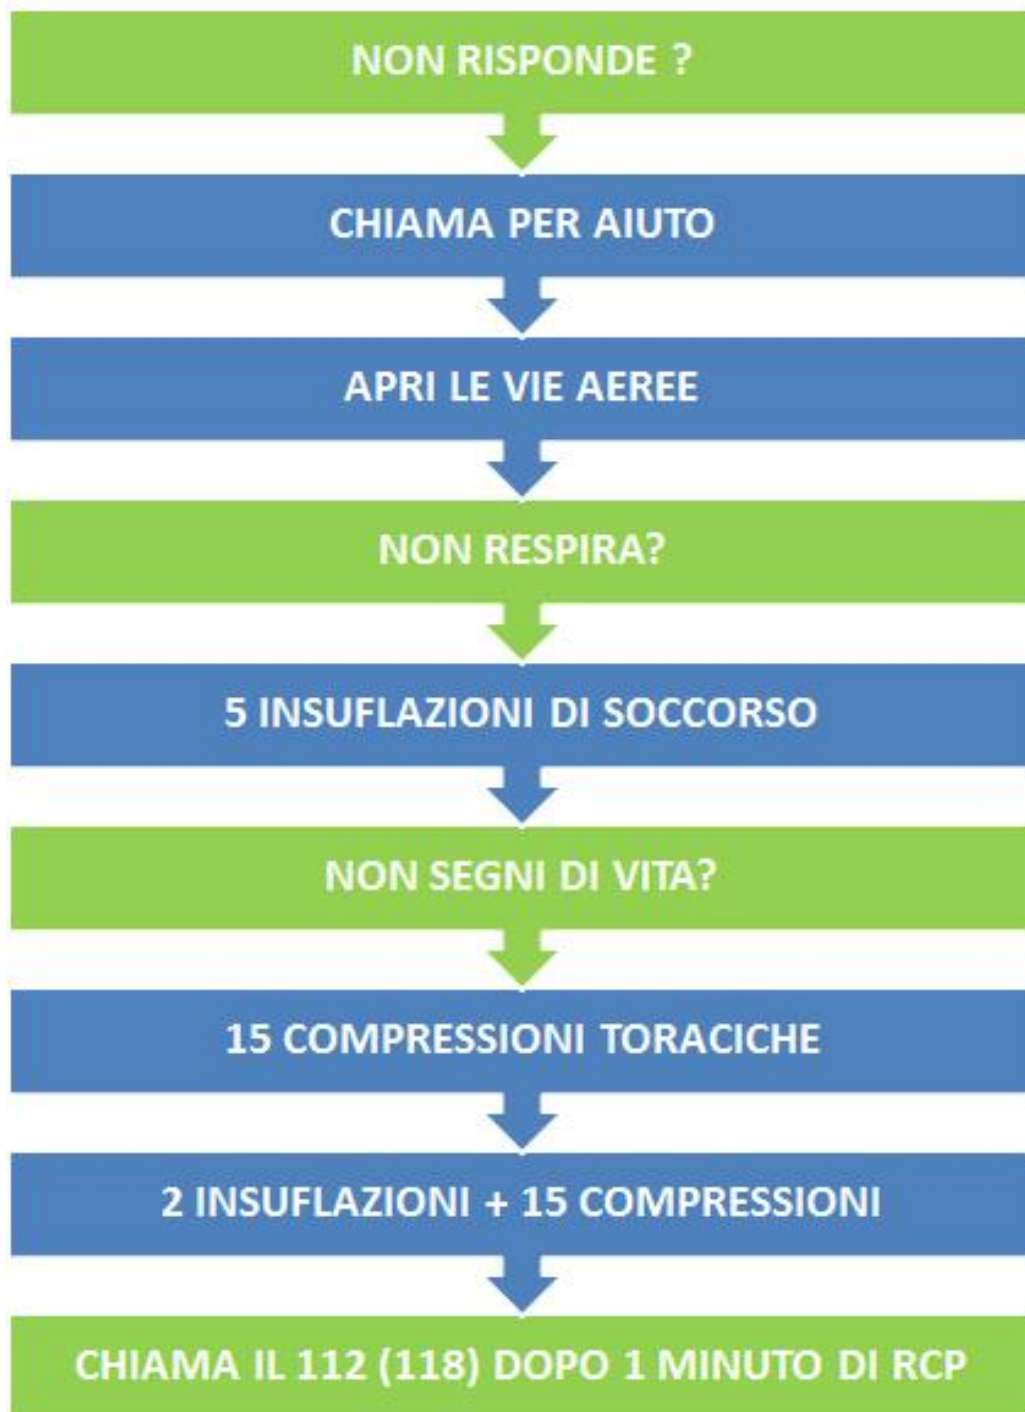 NON RISPONDE ?
CHIAMA PER AIUTO
APRI LE VIE AEREE
NON RESPIRA?
5 INSUFLAZIONI DI SOCCORSO
NON SEGNI DI VITA?
15 COMPRESSIONI TORACICHE
2 INSUFLAZIONI + 15 COMPRESSIONI
CHIAMA IL 112 (118) DOPO 1 MINUTO DI RCP